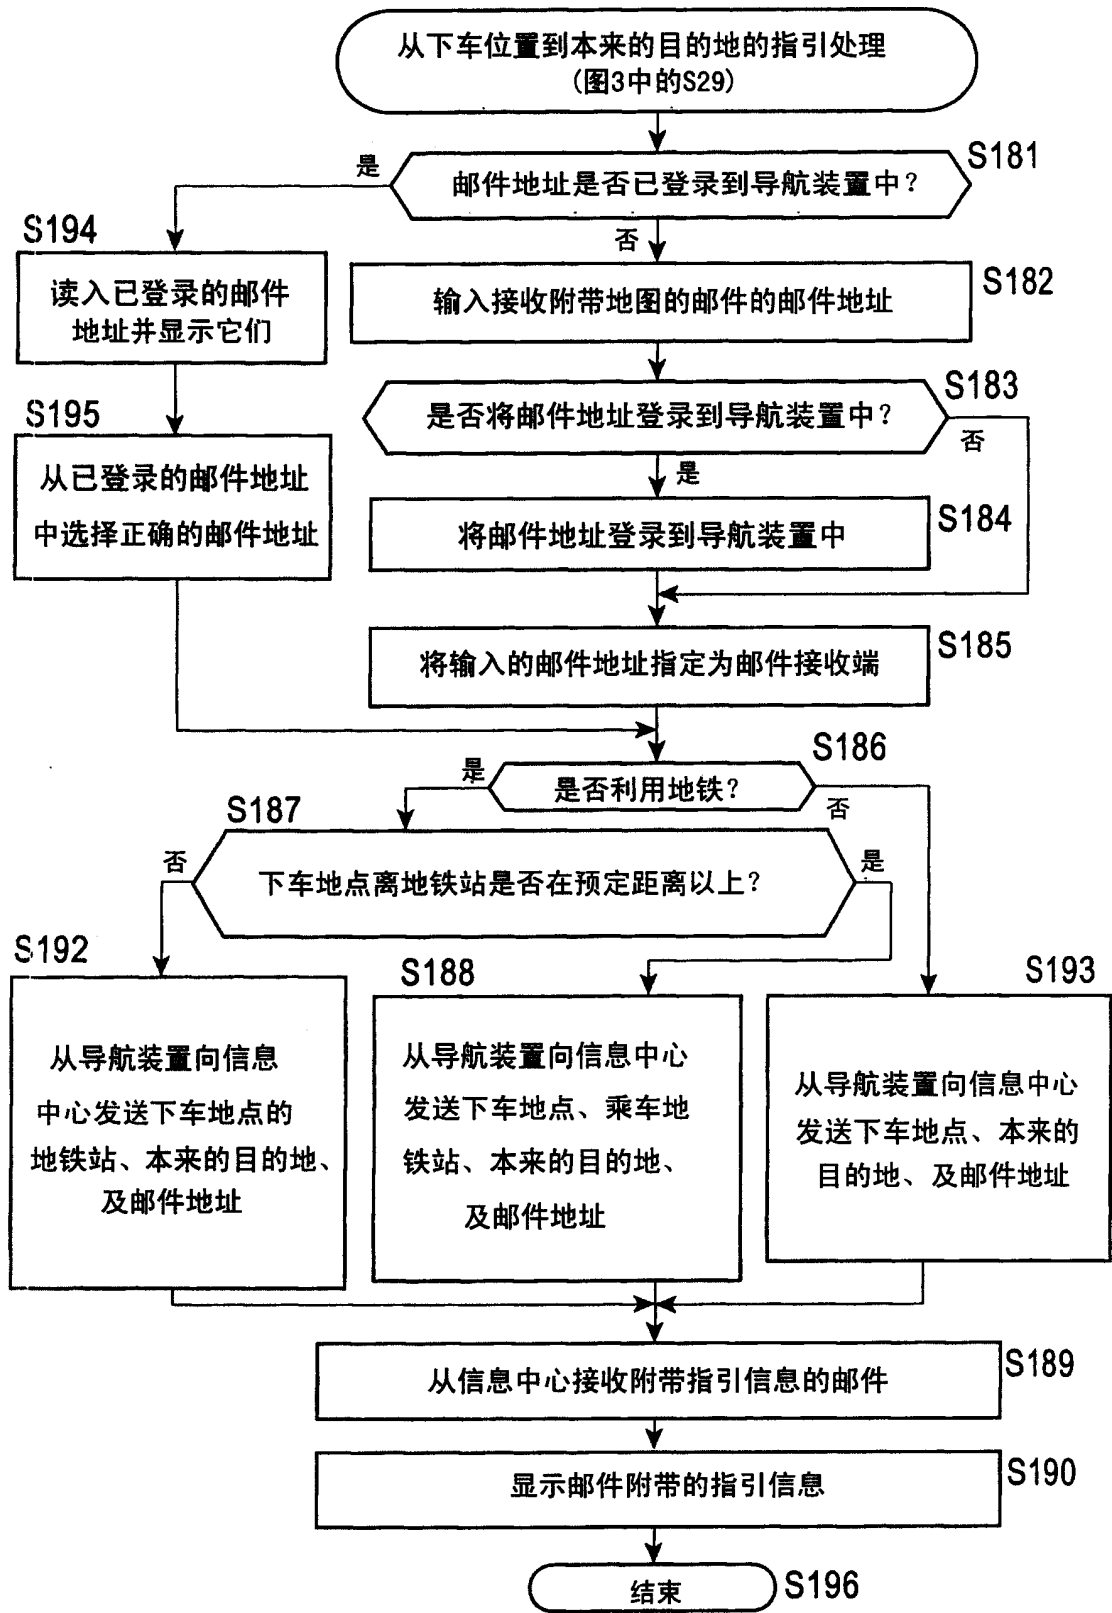 从下车位置到本来的目的地的指引处理
(图3中的S29)
S181
是
邮件地址是否已登录到导航装置中?
否
S194
读入已登录的邮件
地址并显示它们
S182
输入接收附带地图的邮件的邮件地址
S183
是否将邮件地址登录到导航装置中?
否
是
S195
从已登录的邮件地址
中选择正确的邮件地址
S184
将邮件地址登录到导航装置中
S185
将输入的邮件地址指定为邮件接收端
S186
是
是否利用地铁?
否
S187
否
下车地点离地铁站是否在预定距离以上?
是
S192
从导航装置向信息
中心发送下车地点的
地铁站、本来的目的地、
及邮件地址
S188
从导航装置向信息中心
发送下车地点、乘车地
铁站、本来的目的地、
及邮件地址
S193
从导航装置向信息中心
发送下车地点、本来的
目的地、及邮件地址
S189
从信息中心接收附带指引信息的邮件
S190
显示邮件附带的指引信息
结束
S196